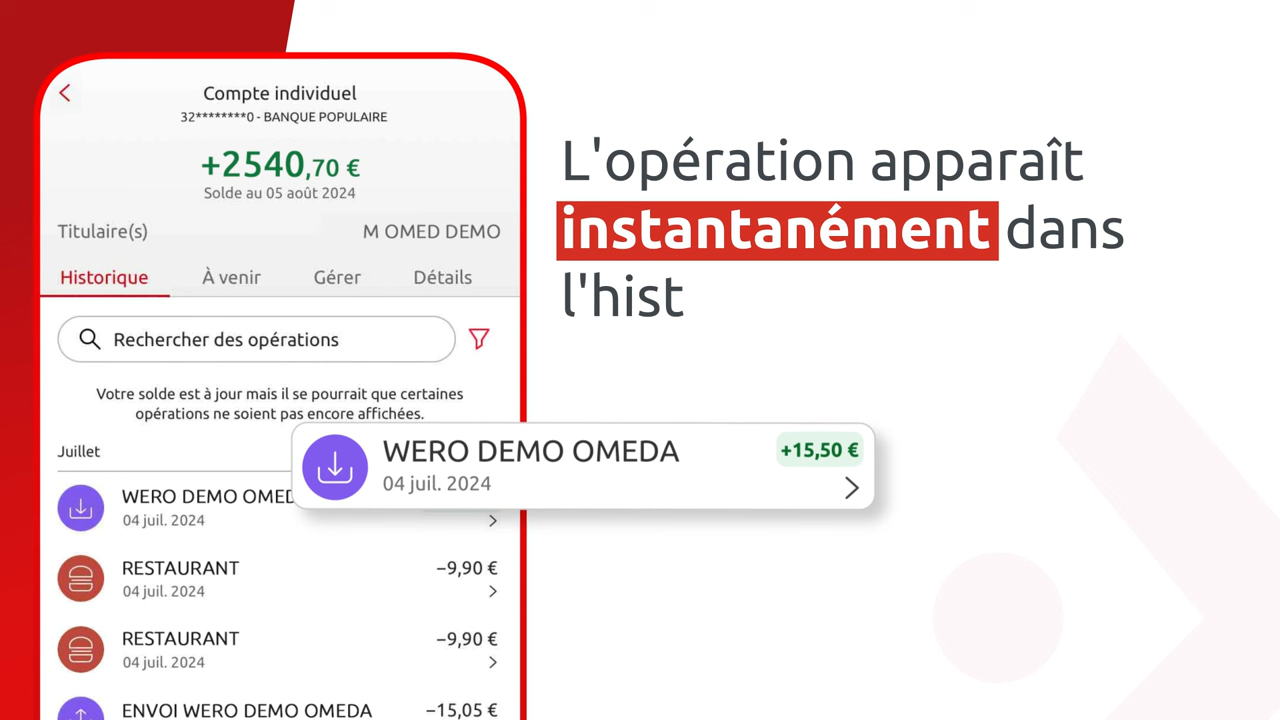 Compte individuel
32********0 - BANQUE POPULAIRE
+2540,70 €
Solde au 05 août 2024
Titulaire(s) M OMED DEMO
Historique À venir Gérer Détails
Rechercher des opérations
Votre solde est à jour mais il se pourrait que certaines
opérations ne soient pas encore affichées.
Juillet
WERO DEMO OMED
04 juil. 2024
RESTAURANT −9,90 €
04 juil. 2024
RESTAURANT −9,90 €
04 juil. 2024
ENVOI WERO DEMO OMEDA −15,05 €
WERO DEMO OMEDA +15,50 €
04 juil. 2024
L'opération apparaît
instantanément dans
l'hist